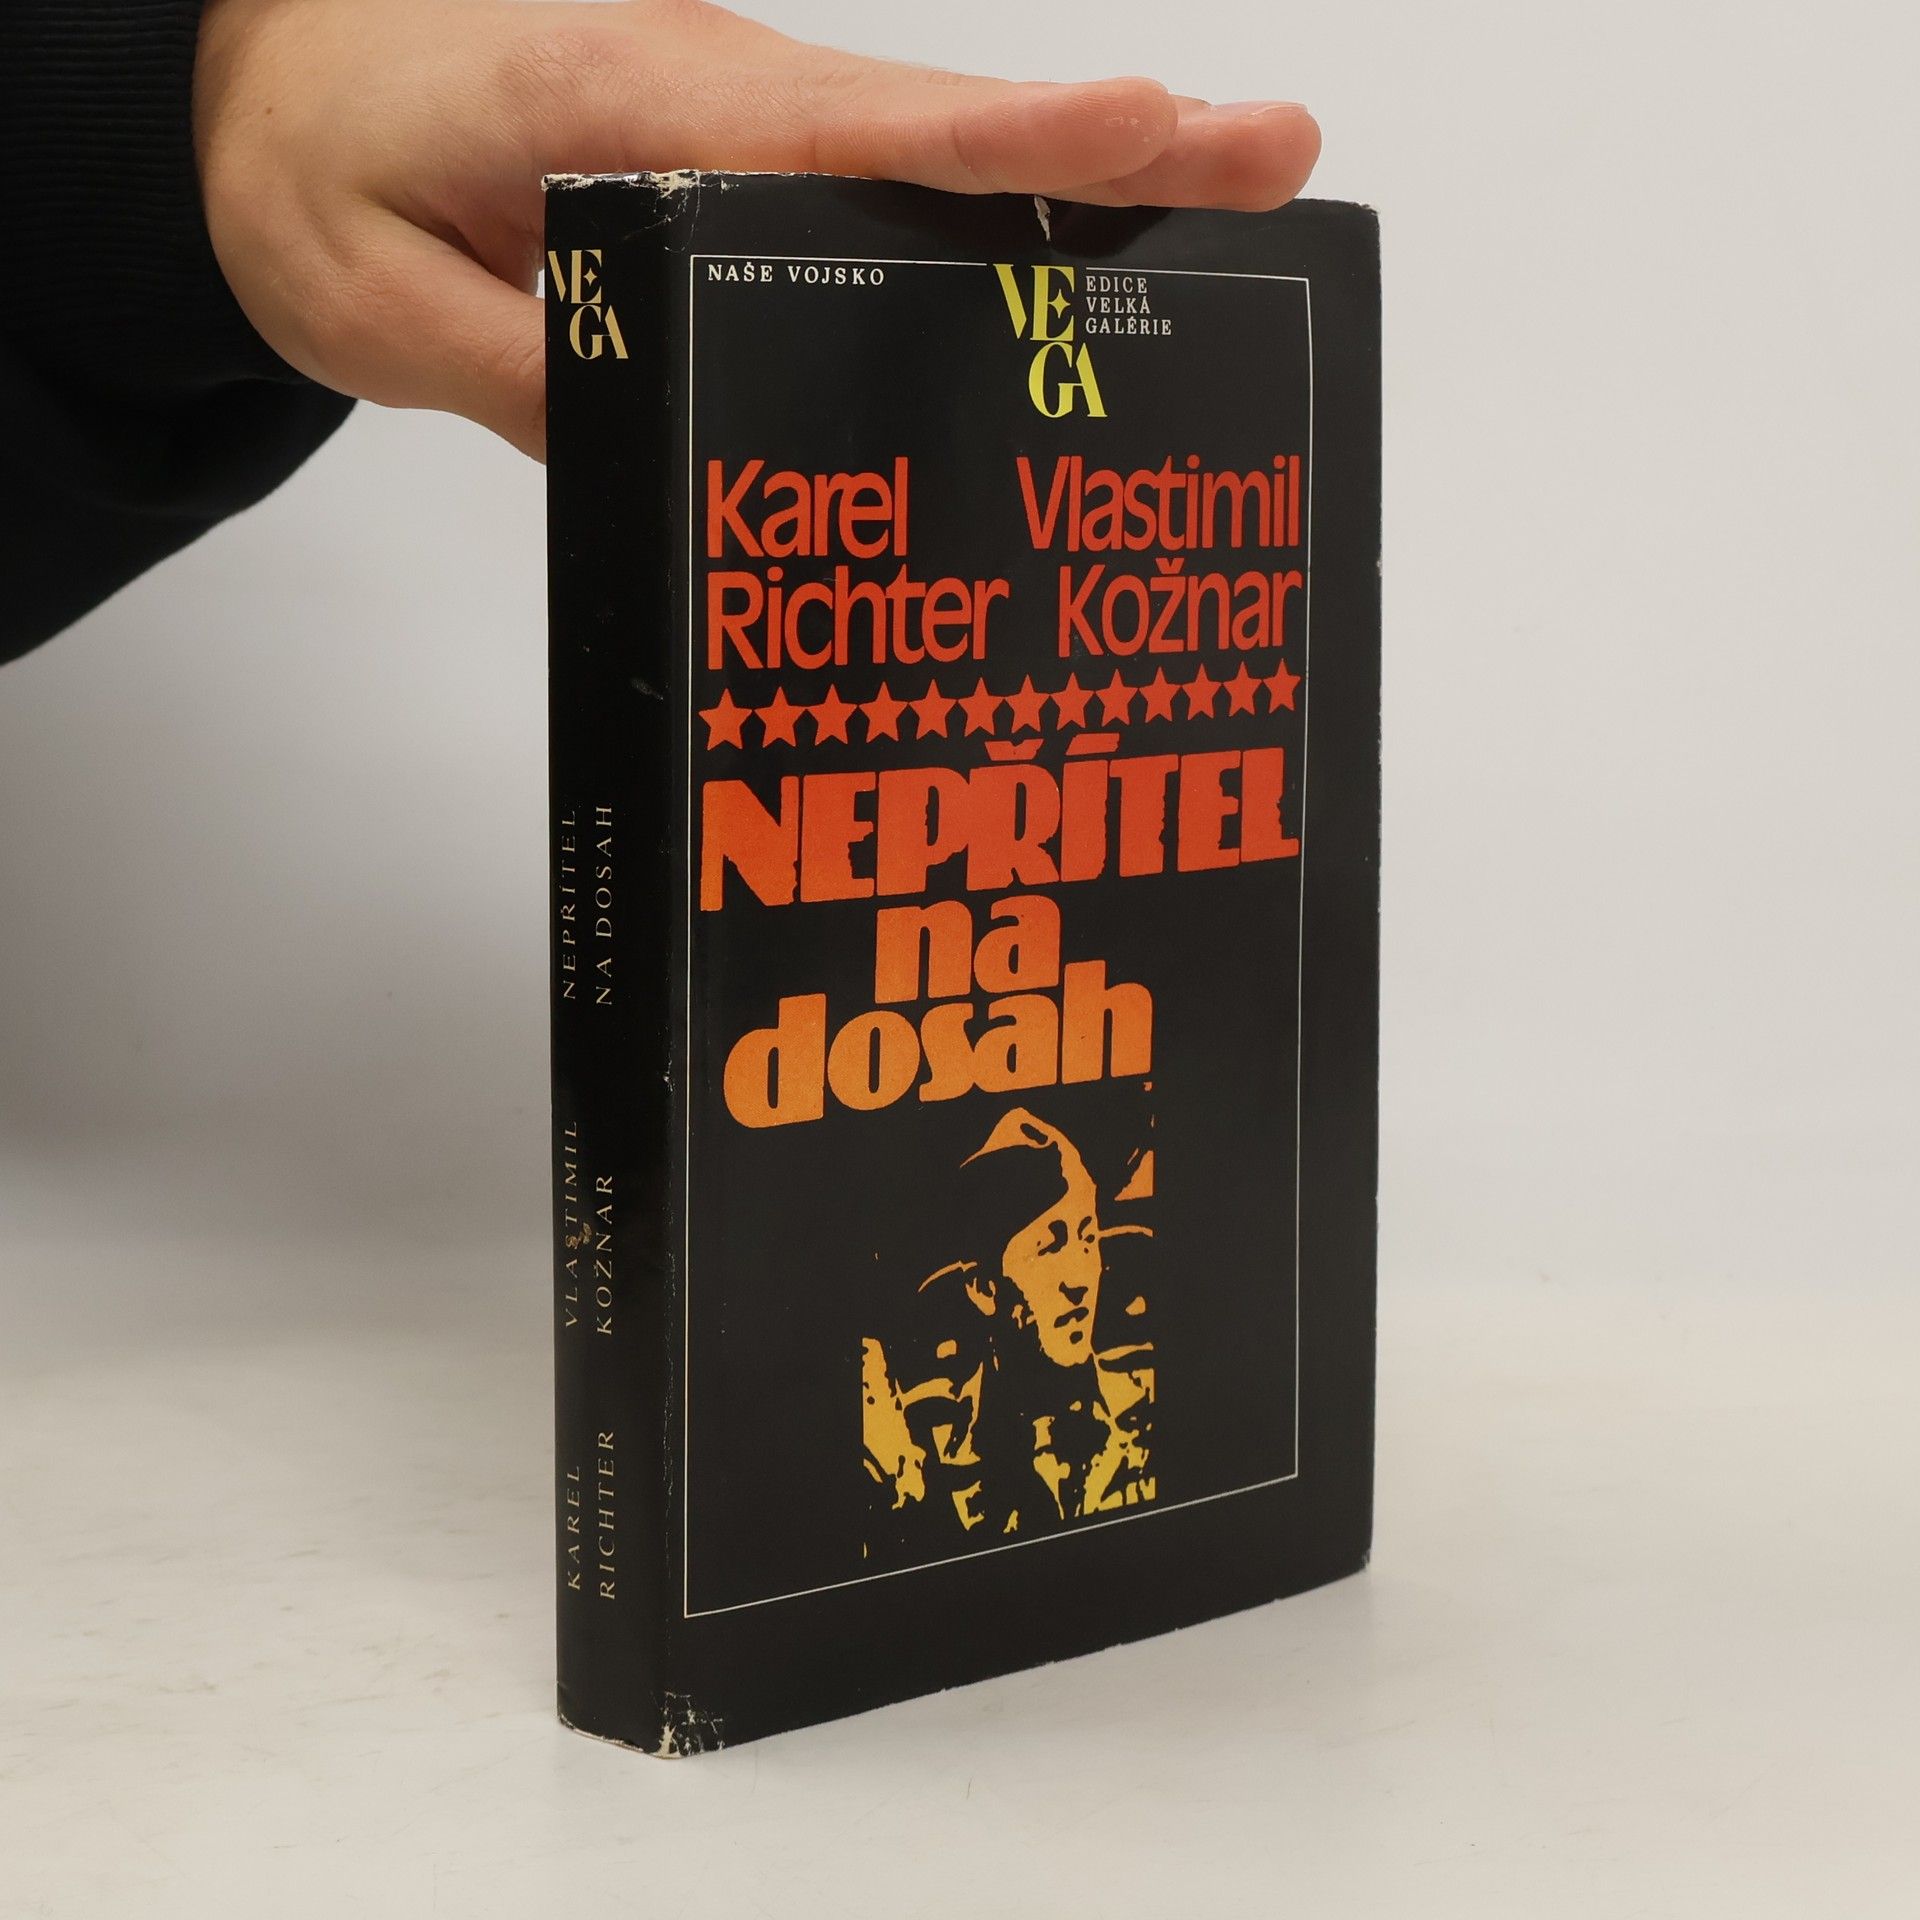 VEGA
NEPŘÍTEL
NA DOSAH
VLASTIMIL
KOŽNAR
KAREL
RICHTER
NAŠE VOJSKO
VEGA
EDICE
VELKÁ
GALÉRIE
Karel Vlastimil
Richter Kožnar
NEPŘÍTEL
na
dosah